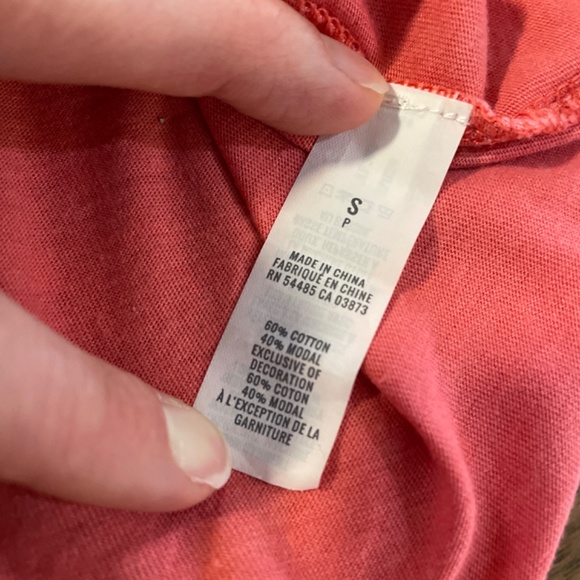 S
P
MADE IN CHINA
FABRIQUÉ EN CHINE
RN 54485 CA 03873
60% COTTON
40% MODAL
EXCLUSIVE OF
DECORATION
60% COTON
40% MODAL
À L'EXCEPTION DE LA
GARNITURE